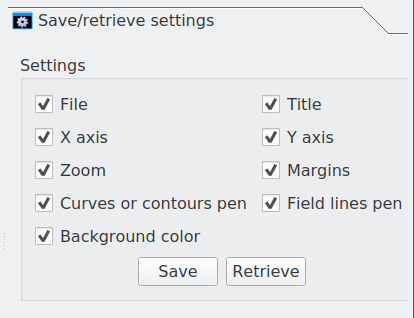 Save/retrieve settings
Settings
File Title
X axis Y axis
Zoom Margins
Curves or contours pen Field lines pen
Background color
Save Retrieve